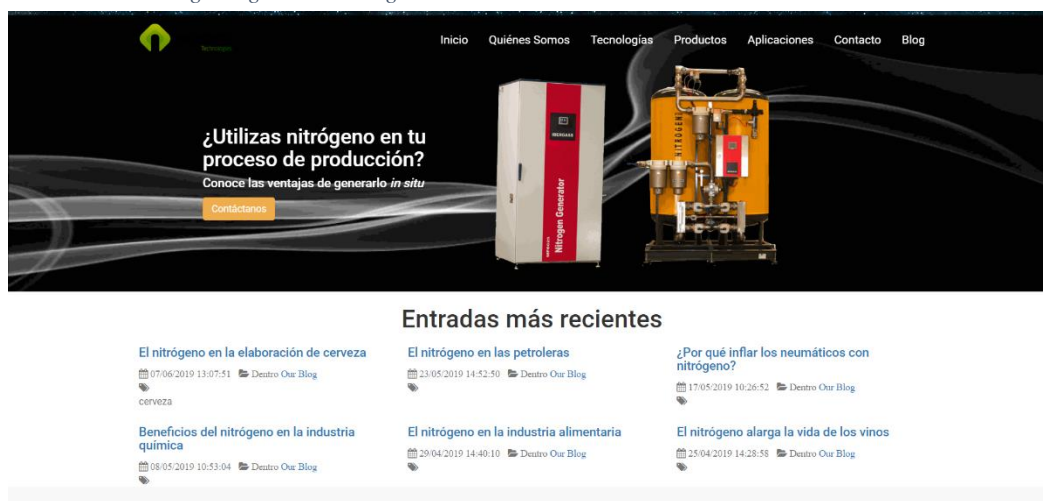 Inicio Quiénes Somos Tecnologías Productos Aplicaciones Contacto Blog
¿Utilizas nitrógeno en tu
proceso de producción?
Conoce las ventajas de generarlo in situ
Contáctanos
Nitrogen Generator
NITROGEN
Entradas más recientes
El nitrógeno en la elaboración de cerveza
07/06/2019 13:07:51 Dentro Our Blog
cerveza
El nitrógeno en las petroleras
23/05/2019 14:52:50 Dentro Our Blog
¿Por qué inflar los neumáticos con
nitrógeno?
17/05/2019 10:26:52 Dentro Our Blog
Beneficios del nitrógeno en la industria
química
08/05/2019 10:53:04 Dentro Our Blog
El nitrógeno en la industria alimentaria
29/04/2019 14:40:10 Dentro Our Blog
El nitrógeno alarga la vida de los vinos
25/04/2019 14:28:58 Dentro Our Blog